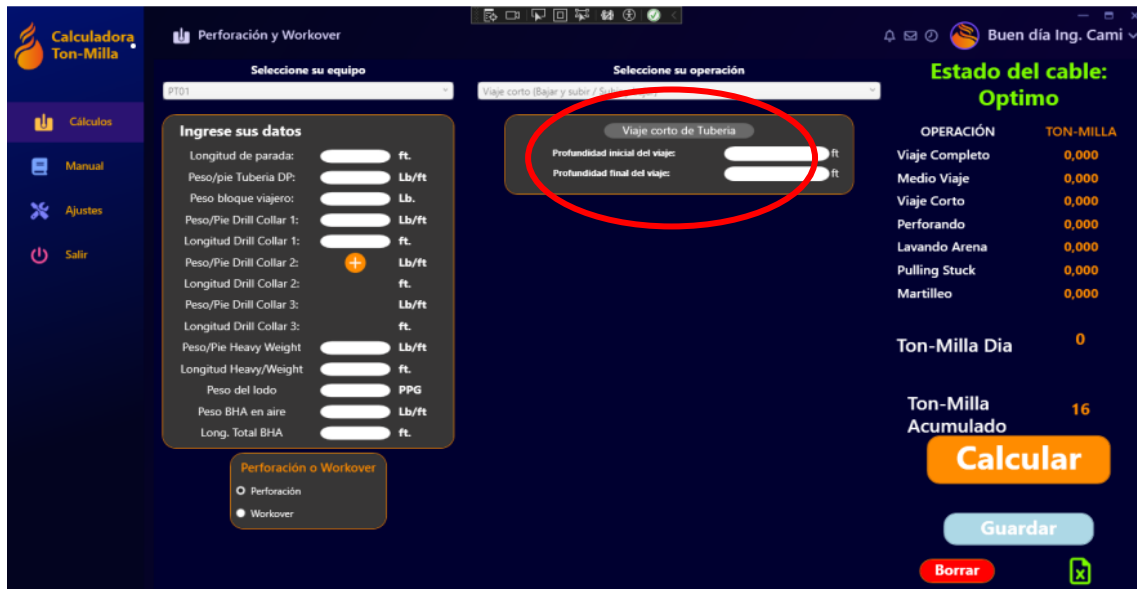 Calculadora
Ton-Milla
Perforación y Workover
Buen día Ing. Cami
Cálculos
Manual
Ajustes
Salir
Seleccione su equipo
PT01
Ingrese sus datos
Longitud de parada: ft.
Peso/pie Tuberia DP: Lb/ft
Peso bloque viajero: Lb.
Peso/Pie Drill Collar 1: Lb/ft
Longitud Drill Collar 1: ft.
Peso/Pie Drill Collar 2: Lb/ft
Longitud Drill Collar 2: ft.
Peso/Pie Drill Collar 3: Lb/ft
Longitud Drill Collar 3: ft.
Peso/Pie Heavy Weight Lb/ft
Longitud Heavy/Weight ft.
Peso del lodo PPG
Peso BHA en aire Lb/ft
Long. Total BHA ft.
Perforación o Workover
Perforación
Workover
Seleccione su operación
Viaje corto (Bajar y subir /
Viaje corto de Tuberia
Profundidad inicial del viaje: ft
Profundidad final del viaje: ft
Estado del cable:
Optimo
OPERACIÓN TON-MILLA
Viaje Completo 0,000
Medio Viaje 0,000
Viaje Corto 0,000
Perforando 0,000
Lavando Arena 0,000
Pulling Stuck 0,000
Martilleo 0,000
Ton-Milla Dia 0
Ton-Milla
Acumulado 16
Calcular
Guardar
Borrar